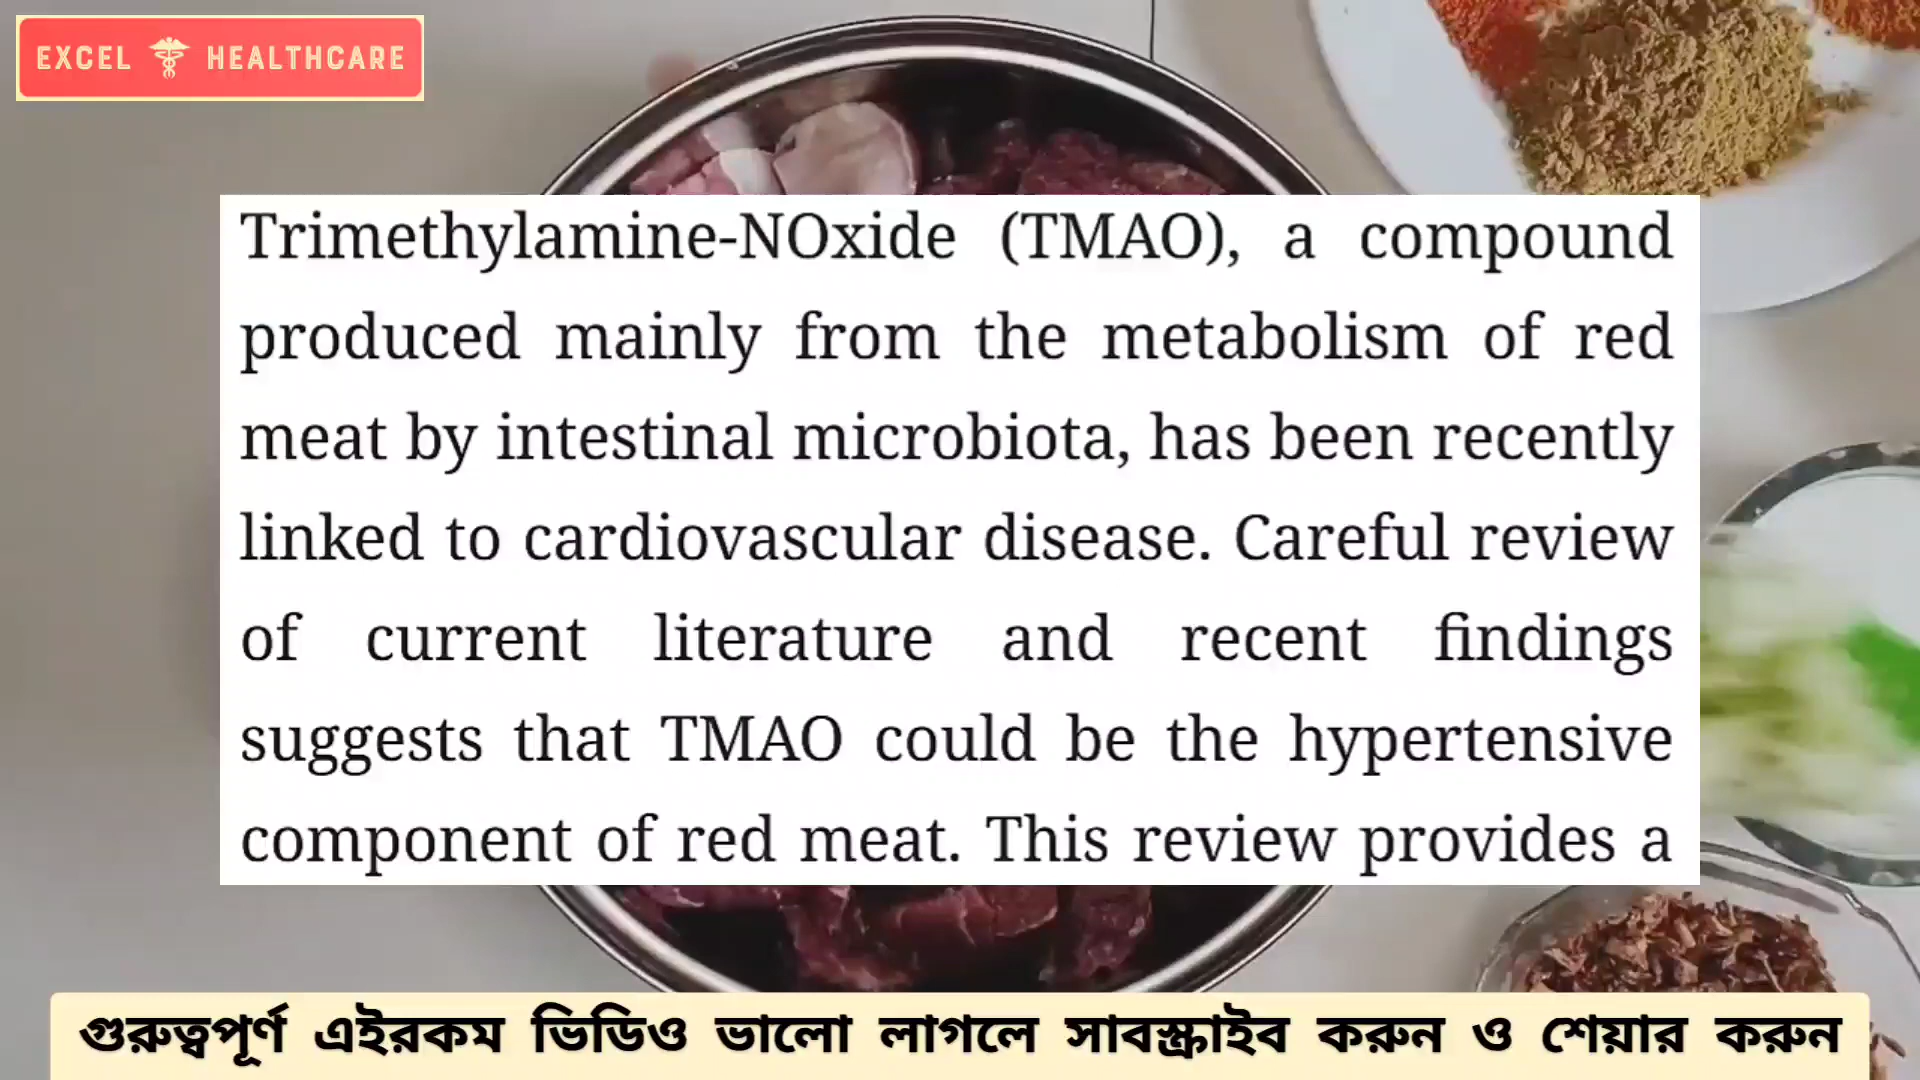 EXCEL HEALTHCARE
Trimethylamine-NOxide (TMAO), a compound
produced mainly from the metabolism of red
meat by intestinal microbiota, has been recently
linked to cardiovascular disease. Careful review
of current literature and recent findings
suggests that TMAO could be the hypertensive
component of red meat. This review provides a
গুরুত্বপূর্ণ এইরকম ভিডিও ভালো লাগলে সাবস্ক্রাইব করুন ও শেয়ার করুন